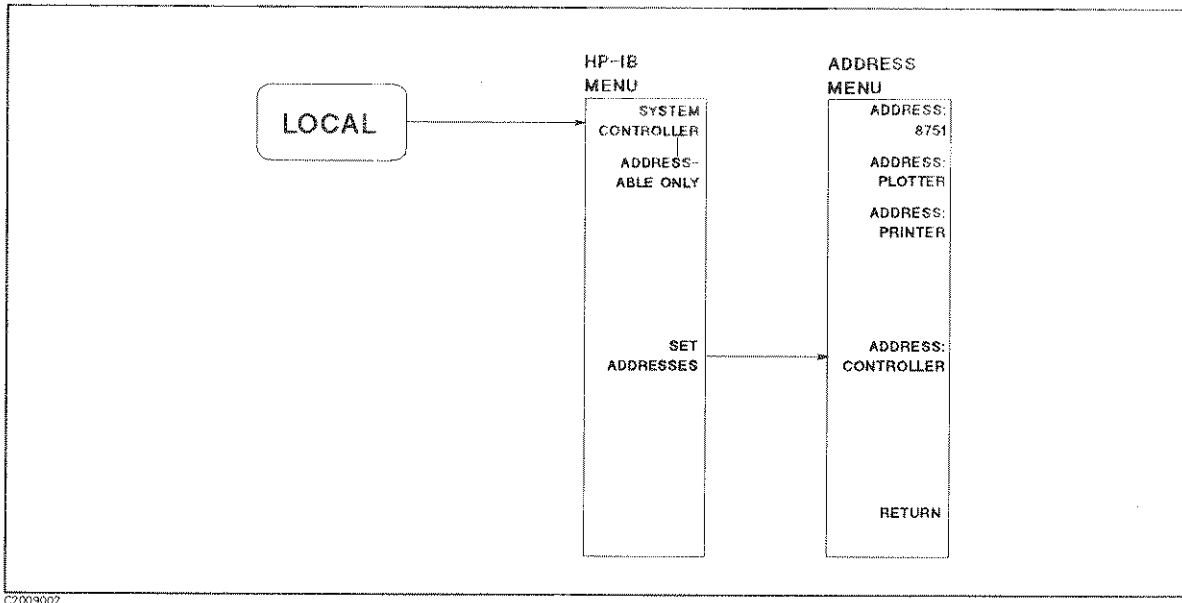 LOCAL
HP-IB
MENU
SYSTEM
CONTROLLER
ADDRESS-
ABLE ONLY
SET
ADDRESSES
ADDRESS
MENU
ADDRESS:
8751
ADDRESS:
PLOTTER
ADDRESS:
PRINTER
ADDRESS:
CONTROLLER
RETURN
C2009002